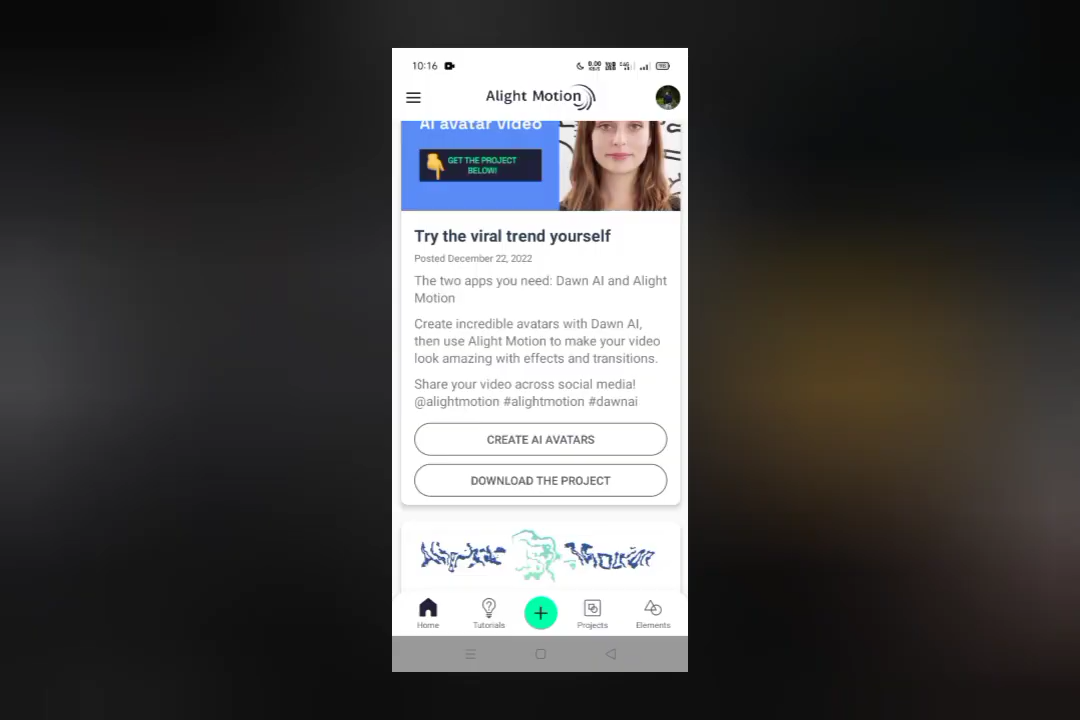 10:16
Alight Motion
AI avatar video
GET THE PROJECT
BELOW!
Try the viral trend yourself
Posted December 22, 2022
The two apps you need: Dawn AI and Alight
Motion
Create incredible avatars with Dawn AI,
then use Alight Motion to make your video
look amazing with effects and transitions.
Share your video across social media!
@alightmotion #alightmotion #dawnai
CREATE AI AVATARS
DOWNLOAD THE PROJECT
Alight Motion
Home
Tutorials
Projects
Elements